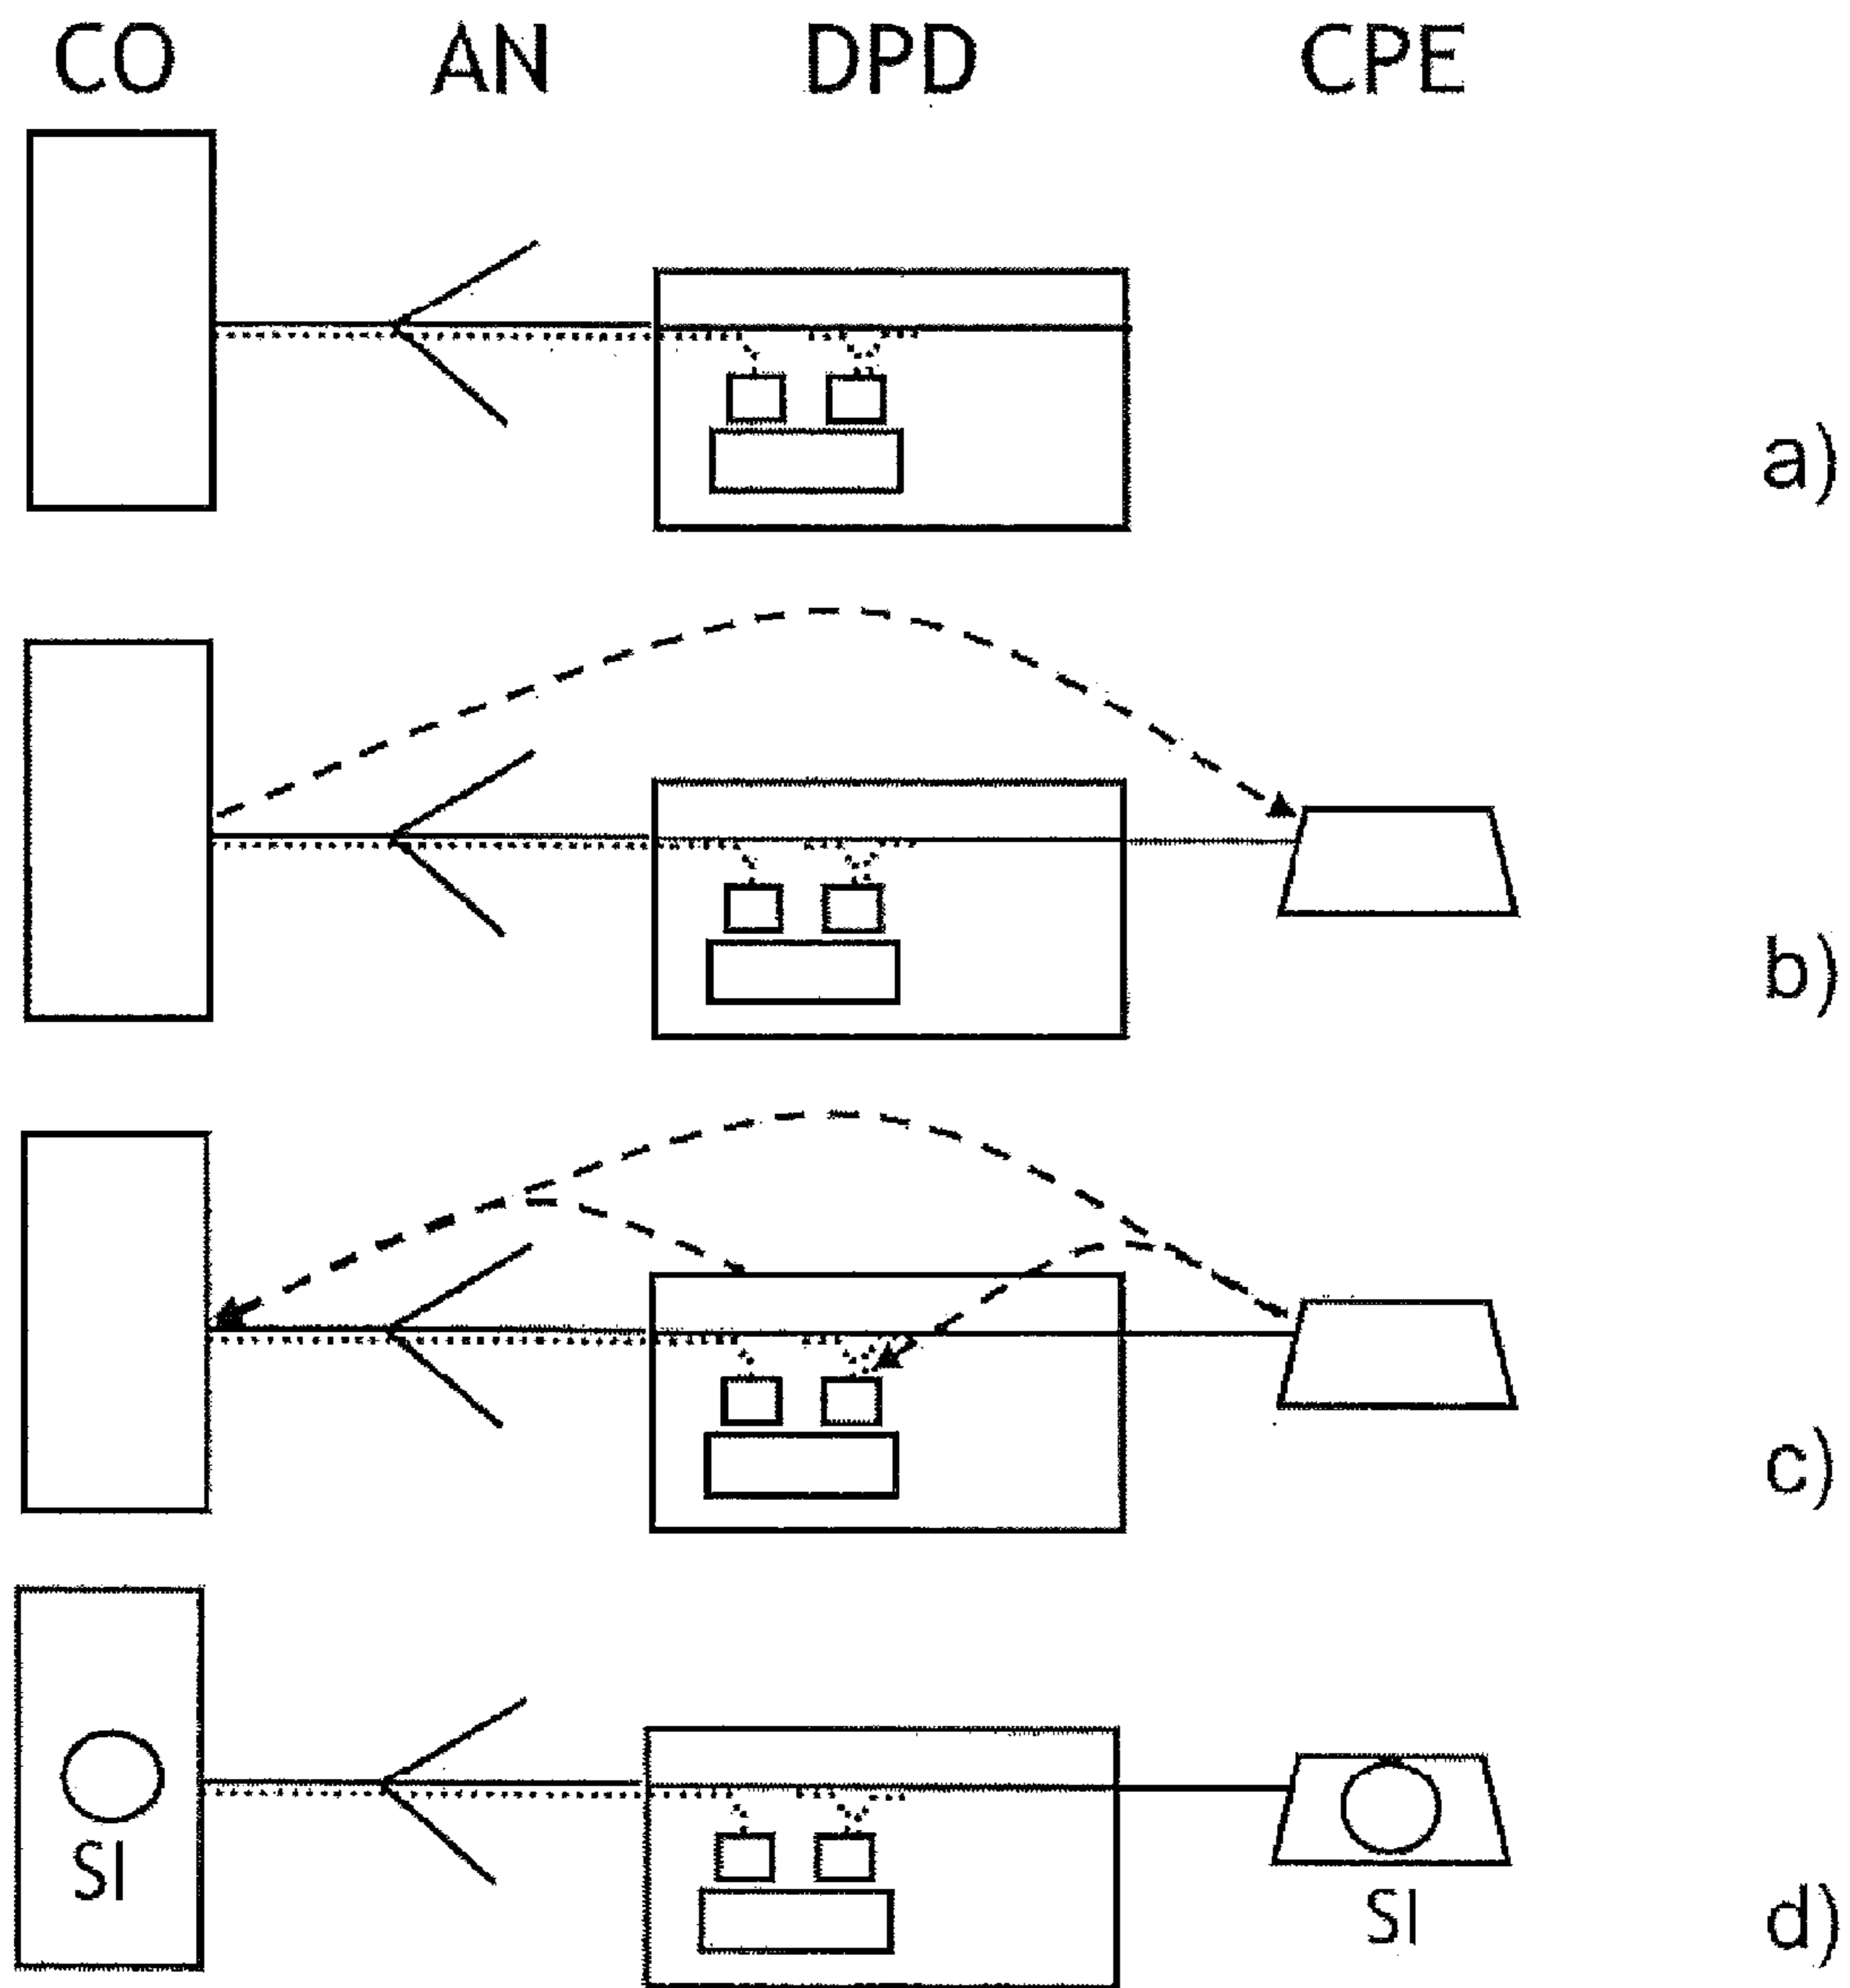 CO AN DPD CPE
a)
b)
c)
SI
SI
d)